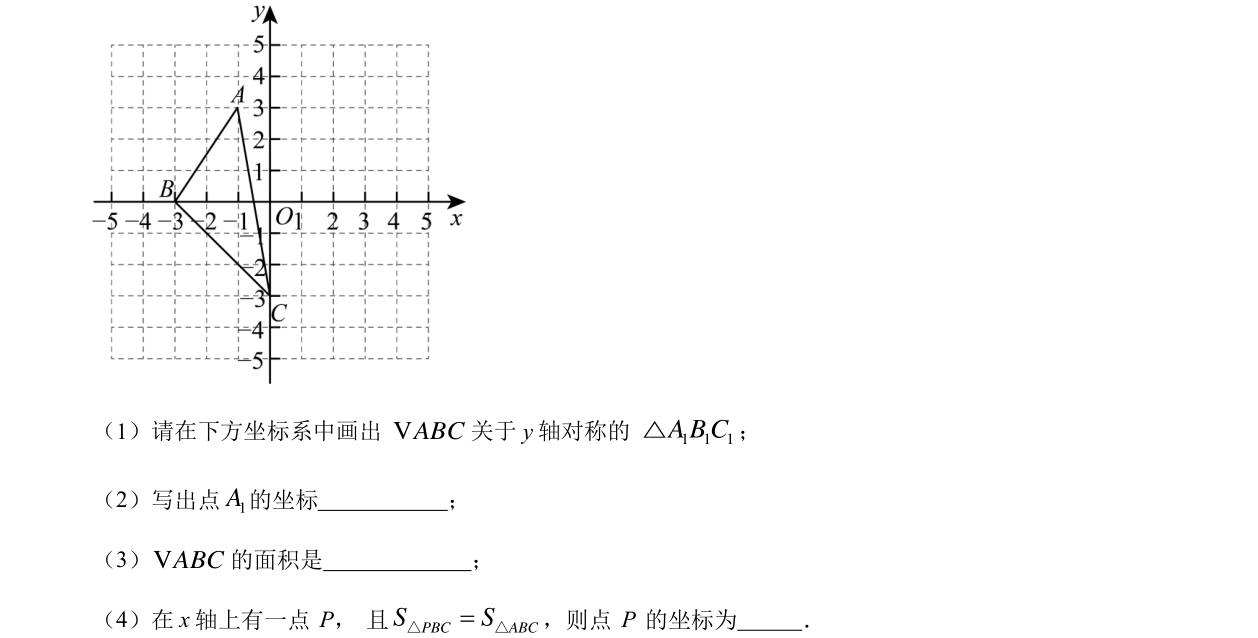 y
5
4
A
3
2
1
B
−5 −4 −3 −2 −1 O 1 2 3 4 5 x
−1
−2
−3
C
−4
−5
（1）请在下方坐标系中画出 VABC 关于 y 轴对称的 △A₁B₁C₁；
（2）写出点 A₁ 的坐标___________；
（3）VABC 的面积是____________；
（4）在 x 轴上有一点 P， 且 S△PBC = S△ABC，则点 P 的坐标为_____．